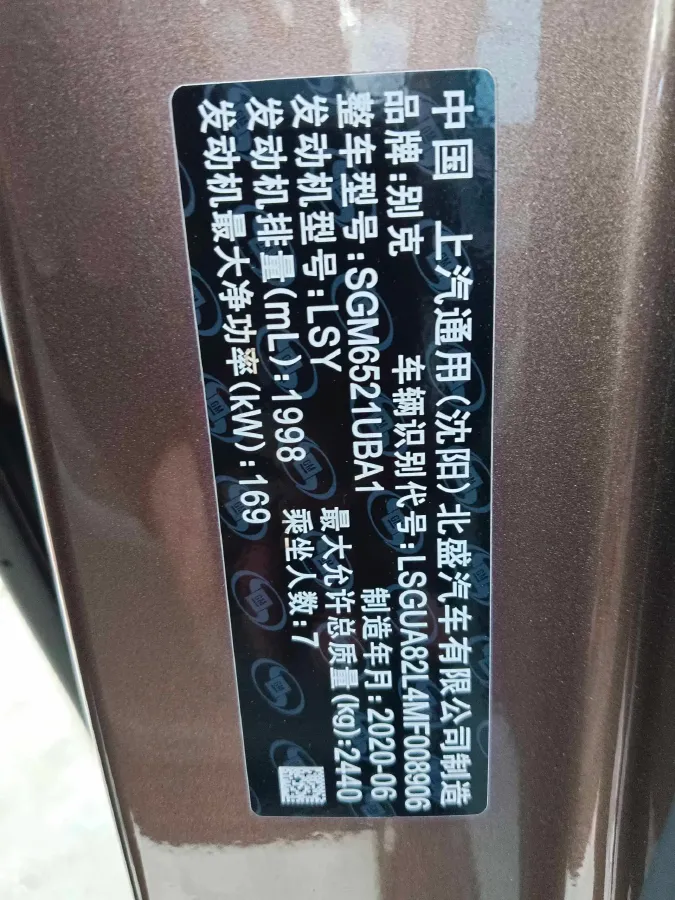 中国 上汽通用(沈阳)北盛汽车有限公司制造
品牌:别克 车辆识别代号:LSGUA82L4MF008906
整车型号:SGM6521UBA1 制造年月:2020-06
发动机型号:LSY 最大允许总质量(kg):2440
发动机排量(mL):1998 乘坐人数:7
发动机最大净功率(kW):169